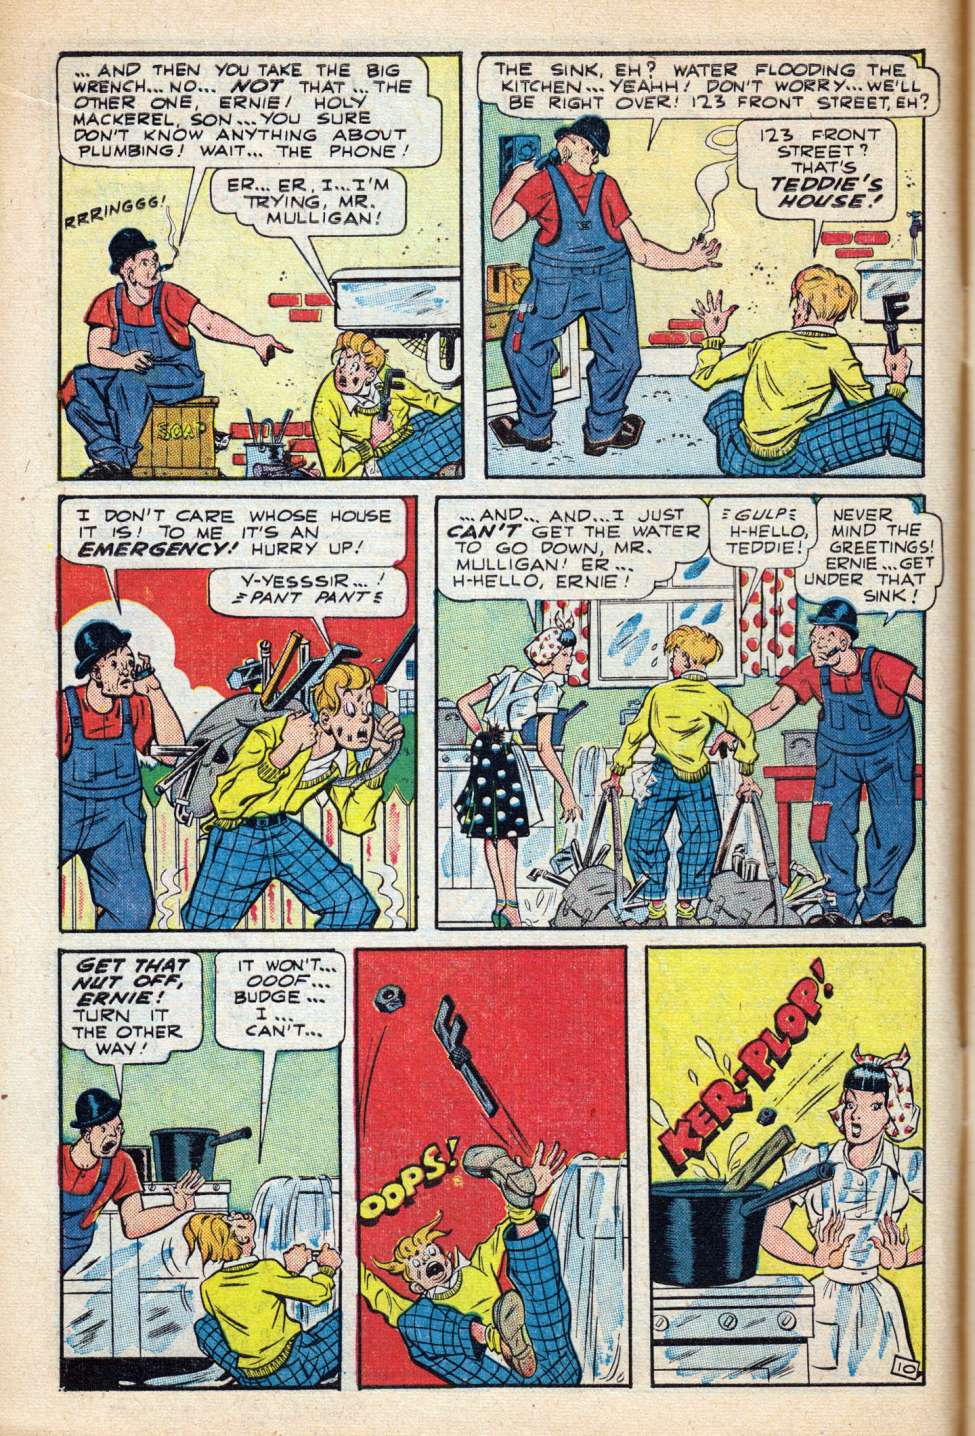 ... AND THEN YOU TAKE THE BIG
WRENCH... NO... NOT THAT... THE
OTHER ONE, ERNIE! HOLY
MACKEREL, SON... YOU SURE
DON'T KNOW ANYTHING ABOUT
PLUMBING! WAIT... THE PHONE!
RRRINGGG!
ER... ER, I... I'M
TRYING, MR.
MULLIGAN!
SOAP
THE SINK, EH? WATER FLOODING THE
KITCHEN... YEAHH! DON'T WORRY... WE'LL
BE RIGHT OVER! 123 FRONT STREET, EH?
123 FRONT
STREET?
THAT'S
TEDDIE'S
HOUSE!
I DON'T CARE WHOSE HOUSE
IT IS! TO ME IT'S AN
EMERGENCY! HURRY UP!
Y-YESSSIR...!
PANT PANT
...AND... AND... I JUST
CAN'T GET THE WATER
TO GO DOWN, MR.
MULLIGAN! ER...
H-HELLO, ERNIE!
GULP
H-HELLO,
TEDDIE!
NEVER
MIND THE
GREETINGS!
ERNIE... GET
UNDER THAT
SINK!
GET THAT
NUT OFF,
ERNIE!
TURN IT
THE OTHER
WAY!
IT WON'T...
OOOF...
BUDGE...
I...
CAN'T...
OOPS!
KER-PLOP!
10